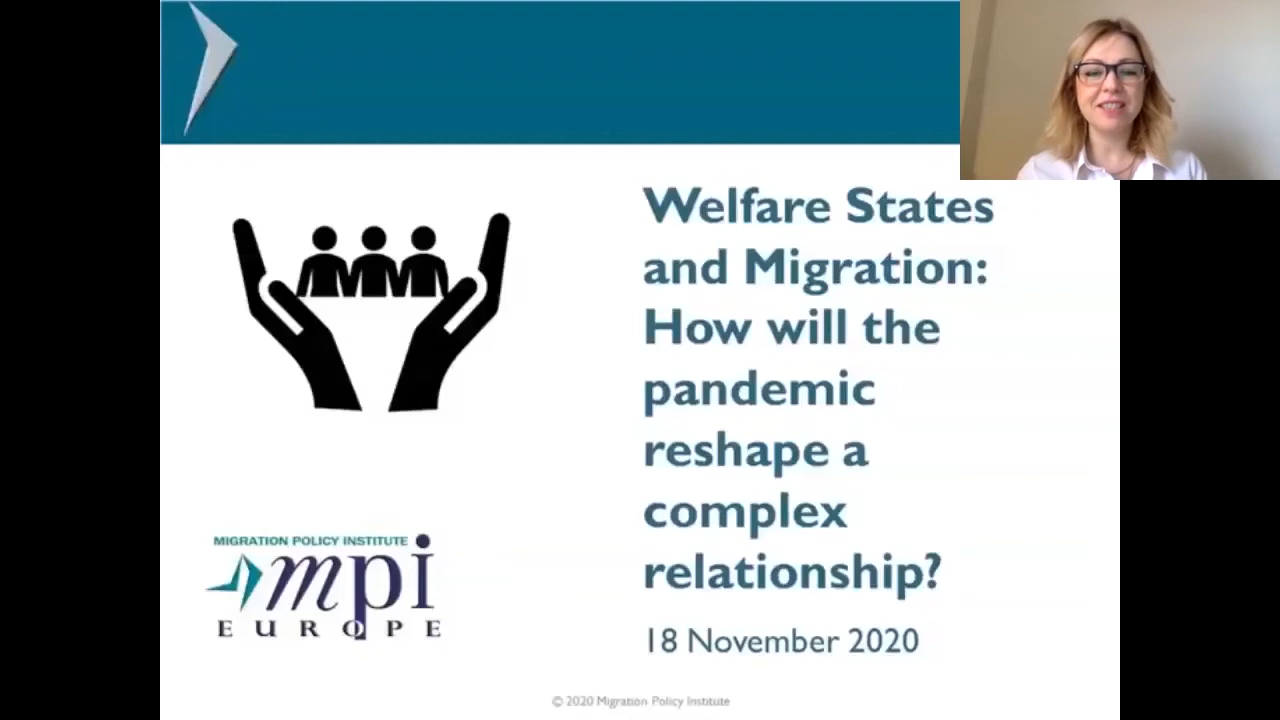 Welfare States
and Migration:
How will the
pandemic
reshape a
complex
relationship?
18 November 2020
MIGRATION POLICY INSTITUTE
mpi
EUROPE
© 2020 Migration Policy Institute